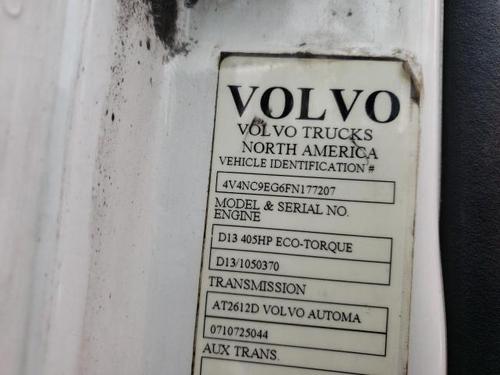 VOLVO
VOLVO TRUCKS
NORTH AMERICA
VEHICLE IDENTIFICATION #
4V4NC9EG6FN177207
MODEL & SERIAL NO.
ENGINE
D13 405HP ECO-TORQUE
D13/1050370
TRANSMISSION
AT2612D VOLVO AUTOMA
0710725044
AUX TRANS.